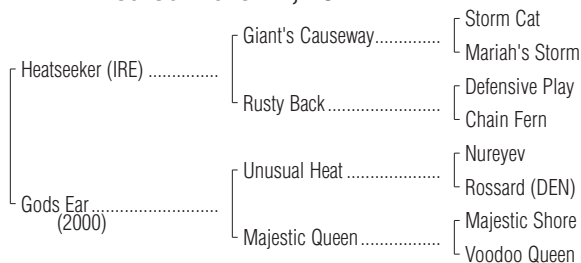 Storm Cat
Giant's Causeway
Mariah's Storm
Heatseeker (IRE)
Defensive Play
Rusty Back
Chain Fern
Nureyev
Unusual Heat
Rossard (DEN)
Gods Ear
(2000)
Majestic Shore
Majestic Queen
Voodoo Queen